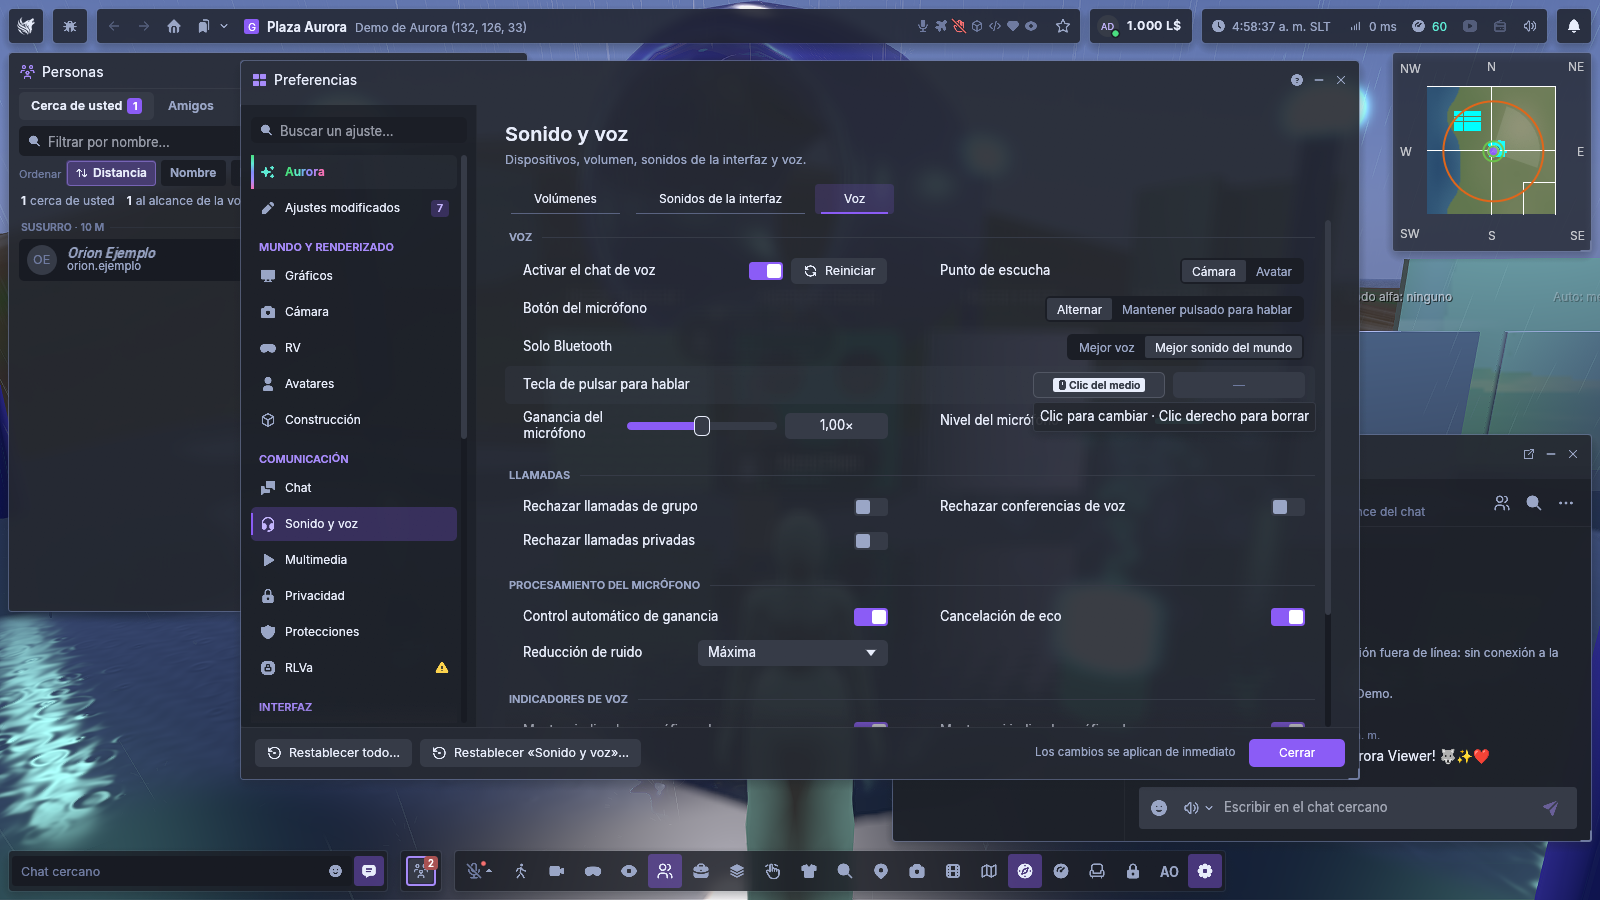 Plaza Aurora Demo de Aurora (132, 126, 33)
AD 1.000 L$
4:58:37 a. m. SLT 0 ms 60
Personas
Cerca de usted 1 Amigos
Filtrar por nombre...
Ordenar Distancia Nombre
1 cerca de usted 1 al alcance de la vo
SUSURRO · 10 M
OE Orion Ejemplo
orion.ejemplo
Preferencias
Buscar un ajuste...
Aurora
Ajustes modificados 7
MUNDO Y RENDERIZADO
Gráficos
Cámara
RV
Avatares
Construcción
COMUNICACIÓN
Chat
Sonido y voz
Multimedia
Privacidad
Protecciones
RLVa
INTERFAZ
Sonido y voz
Dispositivos, volumen, sonidos de la interfaz y voz.
Volúmenes Sonidos de la interfaz Voz
VOZ
Activar el chat de voz Reiniciar
Punto de escucha Cámara Avatar
Botón del micrófono Alternar Mantener pulsado para hablar
Solo Bluetooth Mejor voz Mejor sonido del mundo
Tecla de pulsar para hablar Clic del medio —
Ganancia del
micrófono 1,00×
Nivel del micróf
Clic para cambiar · Clic derecho para borrar
LLAMADAS
Rechazar llamadas de grupo Rechazar conferencias de voz
Rechazar llamadas privadas
PROCESAMIENTO DEL MICRÓFONO
Control automático de ganancia Cancelación de eco
Reducción de ruido Máxima
INDICADORES DE VOZ
Restablecer todo... Restablecer «Sonido y voz»...
Los cambios se aplican de inmediato Cerrar
NW N NE
W E
SW S SE
do alfa: ninguno Auto: m
nce del chat
ión fuera de línea: sin conexión a la
Demo.
. m.
rora Viewer! 🐺✨❤️
Escribir en el chat cercano
Chat cercano
2
AO